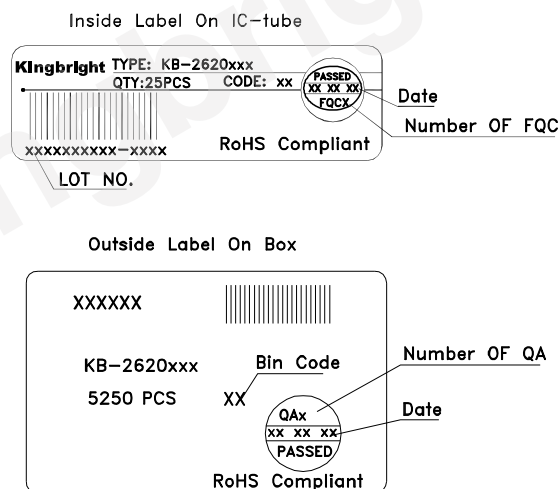 Inside Label On IC-tube
Kingbright TYPE: KB-2620xxx
QTY:25PCS CODE: xx
PASSED
XX XX XX
FQCX
Date
Number OF FQC
RoHS Compliant
xxxxxxxxxx-xxxx
LOT NO.
Outside Label On Box
XXXXXX
KB-2620xxx
Bin Code
Number OF QA
5250 PCS XX
QAx
Date
XX XX XX
PASSED
RoHS Compliant